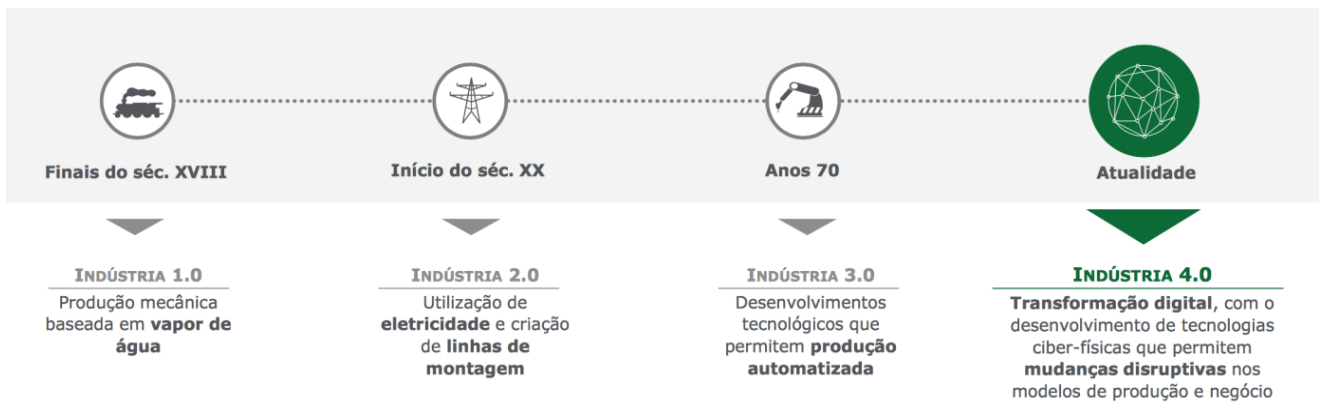 Finais do séc. XVIII
Início do séc. XX
Anos 70
Atualidade
INDÚSTRIA 1.0
Produção mecânica
baseada em vapor de
água
INDÚSTRIA 2.0
Utilização de
eletricidade e criação
de linhas de
montagem
INDÚSTRIA 3.0
Desenvolvimentos
tecnológicos que
permitem produção
automatizada
INDÚSTRIA 4.0
Transformação digital, com o
desenvolvimento de tecnologias
ciber-físicas que permitem
mudanças disruptivas nos
modelos de produção e negócio